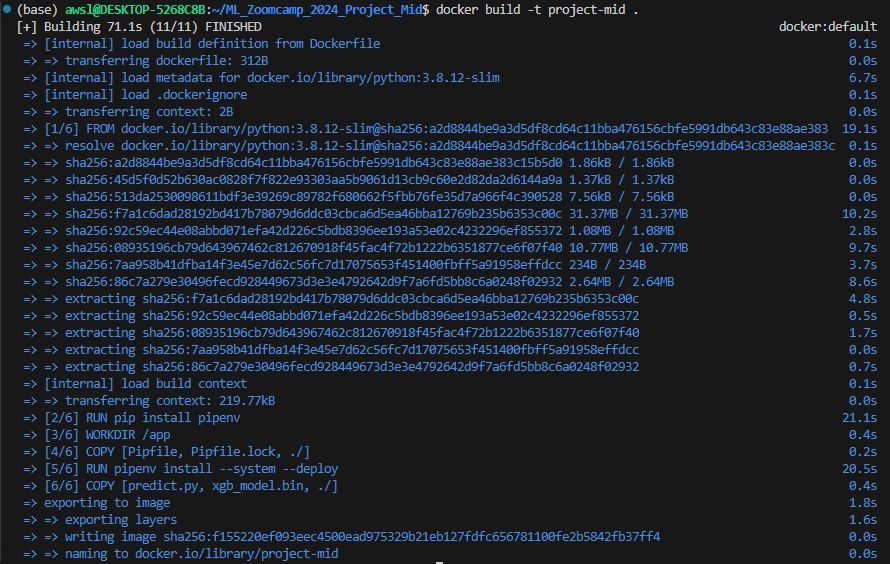 (base) awsl@DESKTOP-5268C8B:~/ML_Zoomcamp_2024_Project_Mid$ docker build -t project-mid .
[+] Building 71.1s (11/11) FINISHED docker:default
=> [internal] load build definition from Dockerfile 0.1s
=> => transferring dockerfile: 312B 0.0s
=> [internal] load metadata for docker.io/library/python:3.8.12-slim 6.7s
=> [internal] load .dockerignore 0.1s
=> => transferring context: 2B 0.0s
=> [1/6] FROM docker.io/library/python:3.8.12-slim@sha256:a2d8844be9a3d5df8cd64c11bba476156cbfe5991db643c83e88ae383 19.1s
=> => resolve docker.io/library/python:3.8.12-slim@sha256:a2d8844be9a3d5df8cd64c11bba476156cbfe5991db643c83e88ae383c 0.1s
=> => sha256:a2d8844be9a3d5df8cd64c11bba476156cbfe5991db643c83e88ae383c15b5d0 1.86kB / 1.86kB 0.0s
=> => sha256:45d5f0d52b630ac0828f7f822e93303aa5b9061d13cb9c60e2d82da2d6144a9a 1.37kB / 1.37kB 0.0s
=> => sha256:513da2530098611bdf3e39269c89782f680662f5fbb76fe35d7a966f4c390528 7.56kB / 7.56kB 0.0s
=> => sha256:f7a1c6dad28192bd417b78079d6ddc03cbca6d5ea46bba12769b235b6353c00c 31.37MB / 31.37MB 10.2s
=> => sha256:92c59ec44e08abbd071efa42d226c5bdb8396ee193a53e02c4232296ef855372 1.08MB / 1.08MB 2.8s
=> => sha256:08935196cb79d643967462c812670918f45fac4f72b1222b6351877ce6f07f40 10.77MB / 10.77MB 9.7s
=> => sha256:7aa958b41dfba14f3e45e7d62c56fc7d17075653f451400fbff5a91958effdcc 234B / 234B 3.7s
=> => sha256:86c7a279e30496fecd928449673d3e3e4792642d9f7a6fd5bb8c6a0248f02932 2.64MB / 2.64MB 8.6s
=> => extracting sha256:f7a1c6dad28192bd417b78079d6ddc03cbca6d5ea46bba12769b235b6353c00c 4.8s
=> => extracting sha256:92c59ec44e08abbd071efa42d226c5bdb8396ee193a53e02c4232296ef855372 0.5s
=> => extracting sha256:08935196cb79d643967462c812670918f45fac4f72b1222b6351877ce6f07f40 1.7s
=> => extracting sha256:7aa958b41dfba14f3e45e7d62c56fc7d17075653f451400fbff5a91958effdcc 0.0s
=> => extracting sha256:86c7a279e30496fecd928449673d3e3e4792642d9f7a6fd5bb8c6a0248f02932 0.7s
=> [internal] load build context 0.1s
=> => transferring context: 219.77kB 0.0s
=> [2/6] RUN pip install pipenv 21.1s
=> [3/6] WORKDIR /app 0.4s
=> [4/6] COPY [Pipfile, Pipfile.lock, ./] 0.2s
=> [5/6] RUN pipenv install --system --deploy 20.5s
=> [6/6] COPY [predict.py, xgb_model.bin, ./] 0.4s
=> exporting to image 1.8s
=> => exporting layers 1.6s
=> => writing image sha256:f155220ef093eec4500ead975329b21eb127fdfc656781100fe2b5842fb37ff4 0.0s
=> => naming to docker.io/library/project-mid 0.0s